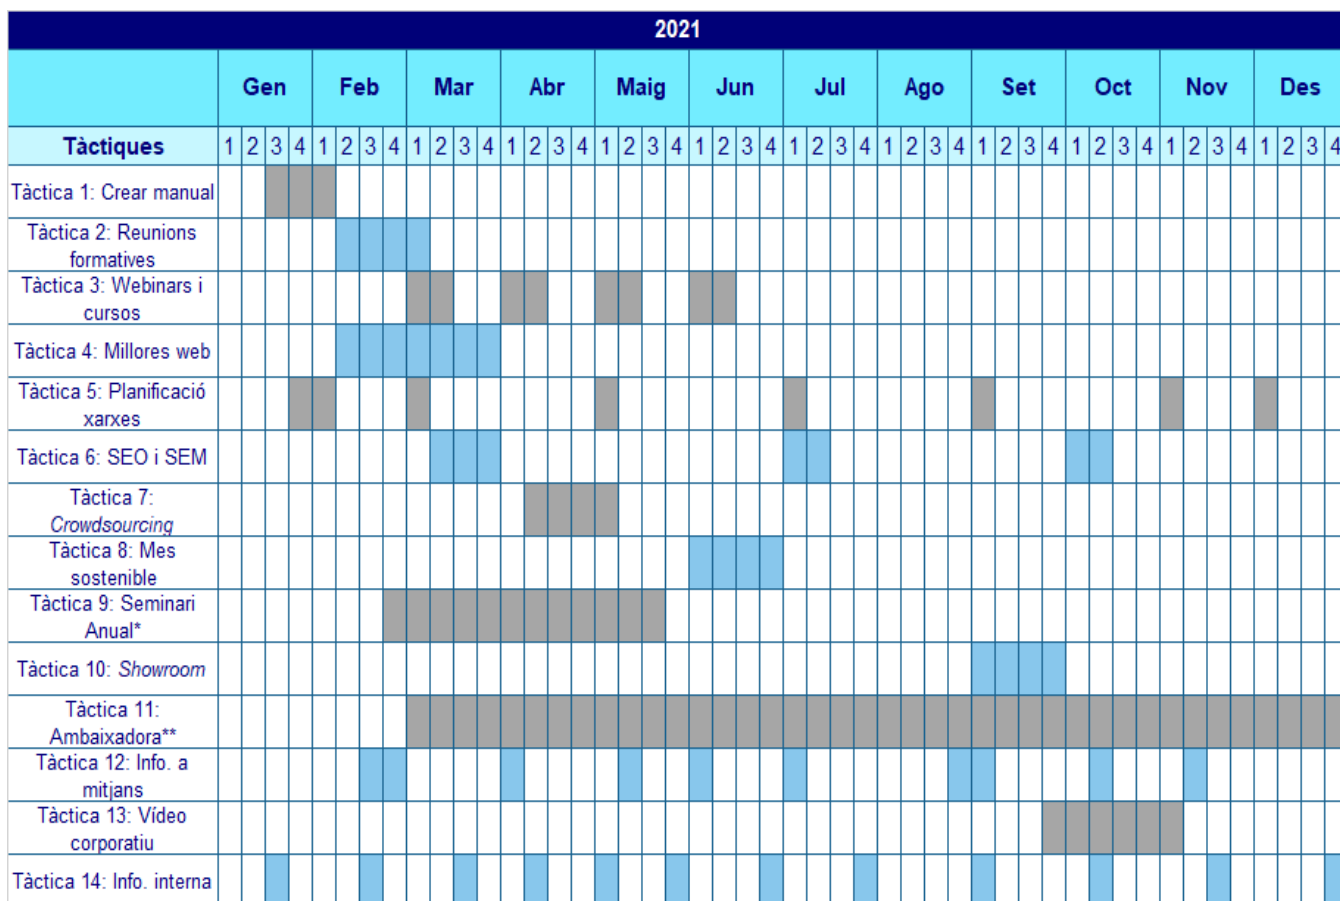 2021
Gen Feb Mar Abr Maig Jun Jul Ago Set Oct Nov Des
Tàctiques 1 2 3 4 1 2 3 4 1 2 3 4 1 2 3 4 1 2 3 4 1 2 3 4 1 2 3 4 1 2 3 4 1 2 3 4 1 2 3 4 1 2 3 4 1 2 3 4
Tàctica 1: Crear manual
Tàctica 2: Reunions
formatives
Tàctica 3: Webinars i
cursos
Tàctica 4: Millores web
Tàctica 5: Planificació
xarxes
Tàctica 6: SEO i SEM
Tàctica 7:
Crowdsourcing
Tàctica 8: Mes
sostenible
Tàctica 9: Seminari
Anual*
Tàctica 10: Showroom
Tàctica 11:
Ambaixadora**
Tàctica 12: Info. a
mitjans
Tàctica 13: Vídeo
corporatiu
Tàctica 14: Info. interna